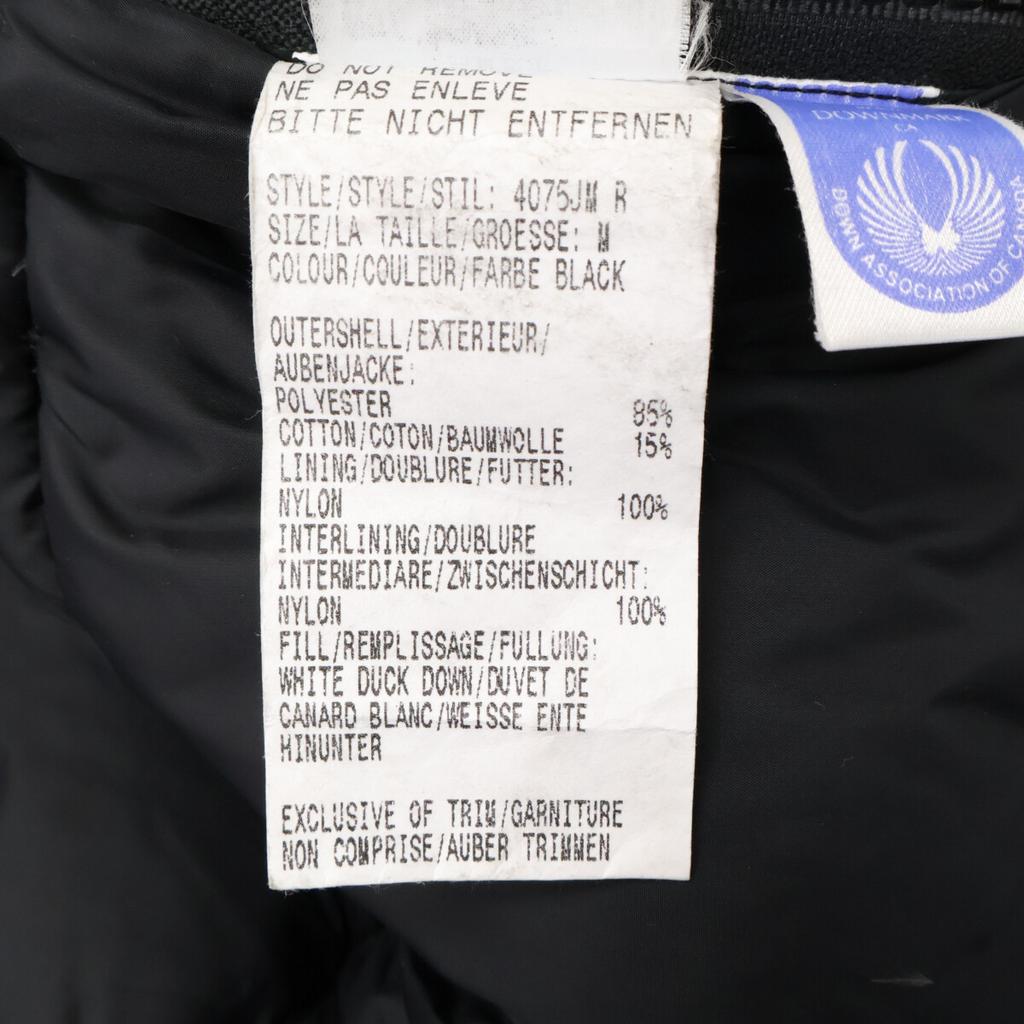 DO NOT REMOVE
NE PAS ENLEVE
BITTE NICHT ENTFERNEN
STYLE/STYLE/STIL: 4075JM R
SIZE/LA TAILLE/GROESSE: M
COLOUR/COULEUR/FARBE BLACK
OUTERSHELL/EXTERIEUR/
AUBENJACKE:
POLYESTER 85%
COTTON/COTON/BAUMWOLLE 15%
LINING/DOUBLURE/FUTTER:
NYLON 100%
INTERLINING/DOUBLURE
INTERMEDIARE/ZWISCHENSCHICHT:
NYLON 100%
FILL/REMPLISSAGE/FULLUNG:
WHITE DUCK DOWN/DUVET DE
CANARD BLANC/WEISSE ENTE
HINUNTER
EXCLUSIVE OF TRIM/GARNITURE
NON COMPRISE/AUBER TRIMMEN
DOWNMARK
CA
DOWN ASSOCIATION OF CANADA